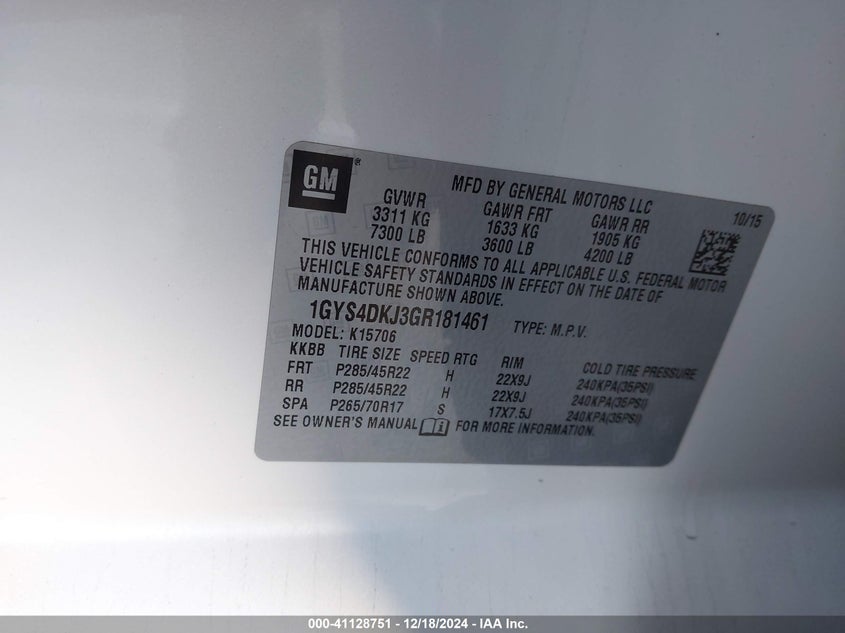 GM®
MFD BY GENERAL MOTORS LLC
10/15
GVWR GAWR FRT GAWR RR
3311 KG 1633 KG 1905 KG
7300 LB 3600 LB 4200 LB
THIS VEHICLE CONFORMS TO ALL APPLICABLE U.S. FEDERAL MOTOR
VEHICLE SAFETY STANDARDS IN EFFECT ON THE DATE OF
MANUFACTURE SHOWN ABOVE.
1GYS4DKJ3GR181461 TYPE: M.P.V.
MODEL: K15706
KKBB TIRE SIZE SPEED RTG RIM COLD TIRE PRESSURE
FRT P285/45R22 H 22X9J 240KPA(35PSI)
RR P285/45R22 H 22X9J 240KPA(35PSI)
SPA P265/70R17 S 17X7.5J 240KPA(35PSI)
SEE OWNER'S MANUAL FOR MORE INFORMATION.
000-41128751 - 12/18/2024 - IAA Inc.